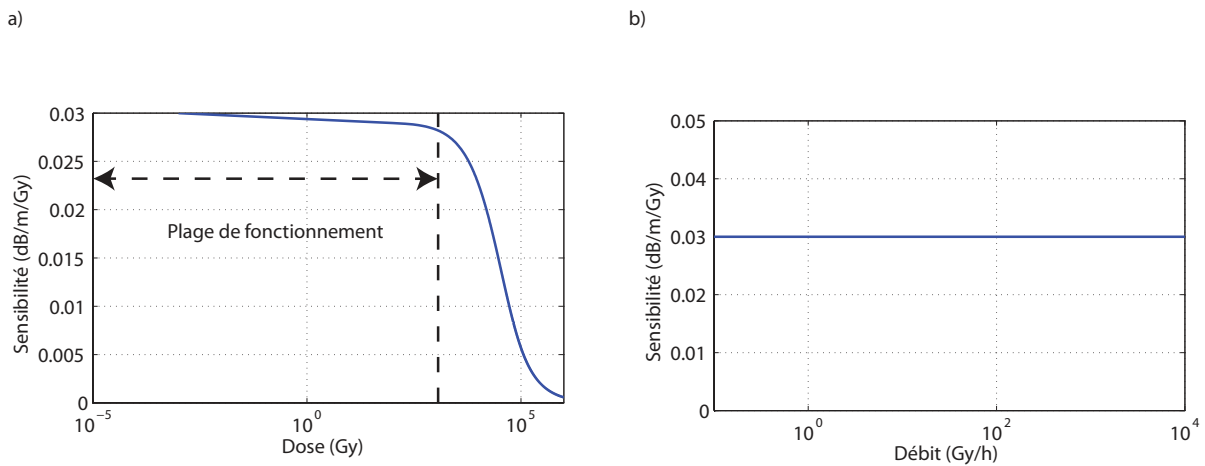 a)
0.03
0.025
0.02
0.015
0.01
0.005
0
Sensibilité (dB/m/Gy)
Plage de fonctionnement
10⁻⁵
10⁰
10⁵
Dose (Gy)
b)
0.05
0.04
0.03
0.02
0.01
0
Sensibilité (dB/m/Gy)
10⁰
10²
10⁴
Débit (Gy/h)